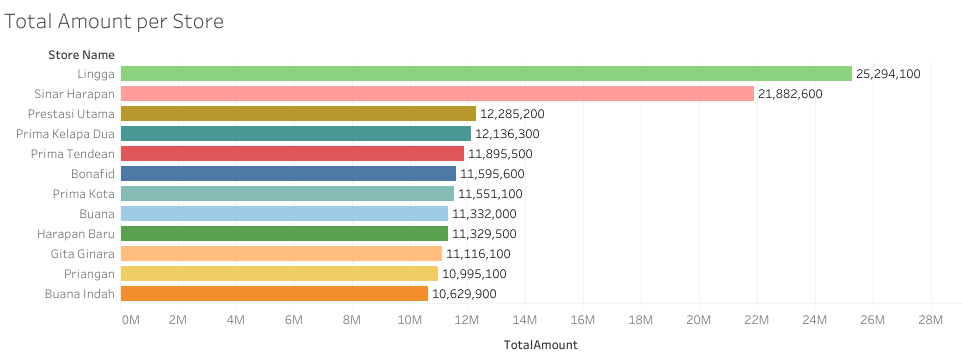 Total Amount per Store
Store Name
Lingga 25,294,100
Sinar Harapan 21,882,600
Prestasi Utama 12,285,200
Prima Kelapa Dua 12,136,300
Prima Tendean 11,895,500
Bonafid 11,595,600
Prima Kota 11,551,100
Buana 11,332,000
Harapan Baru 11,329,500
Gita Ginara 11,116,100
Priangan 10,995,100
Buana Indah 10,629,900
0M 2M 4M 6M 8M 10M 12M 14M 16M 18M 20M 22M 24M 26M 28M
TotalAmount